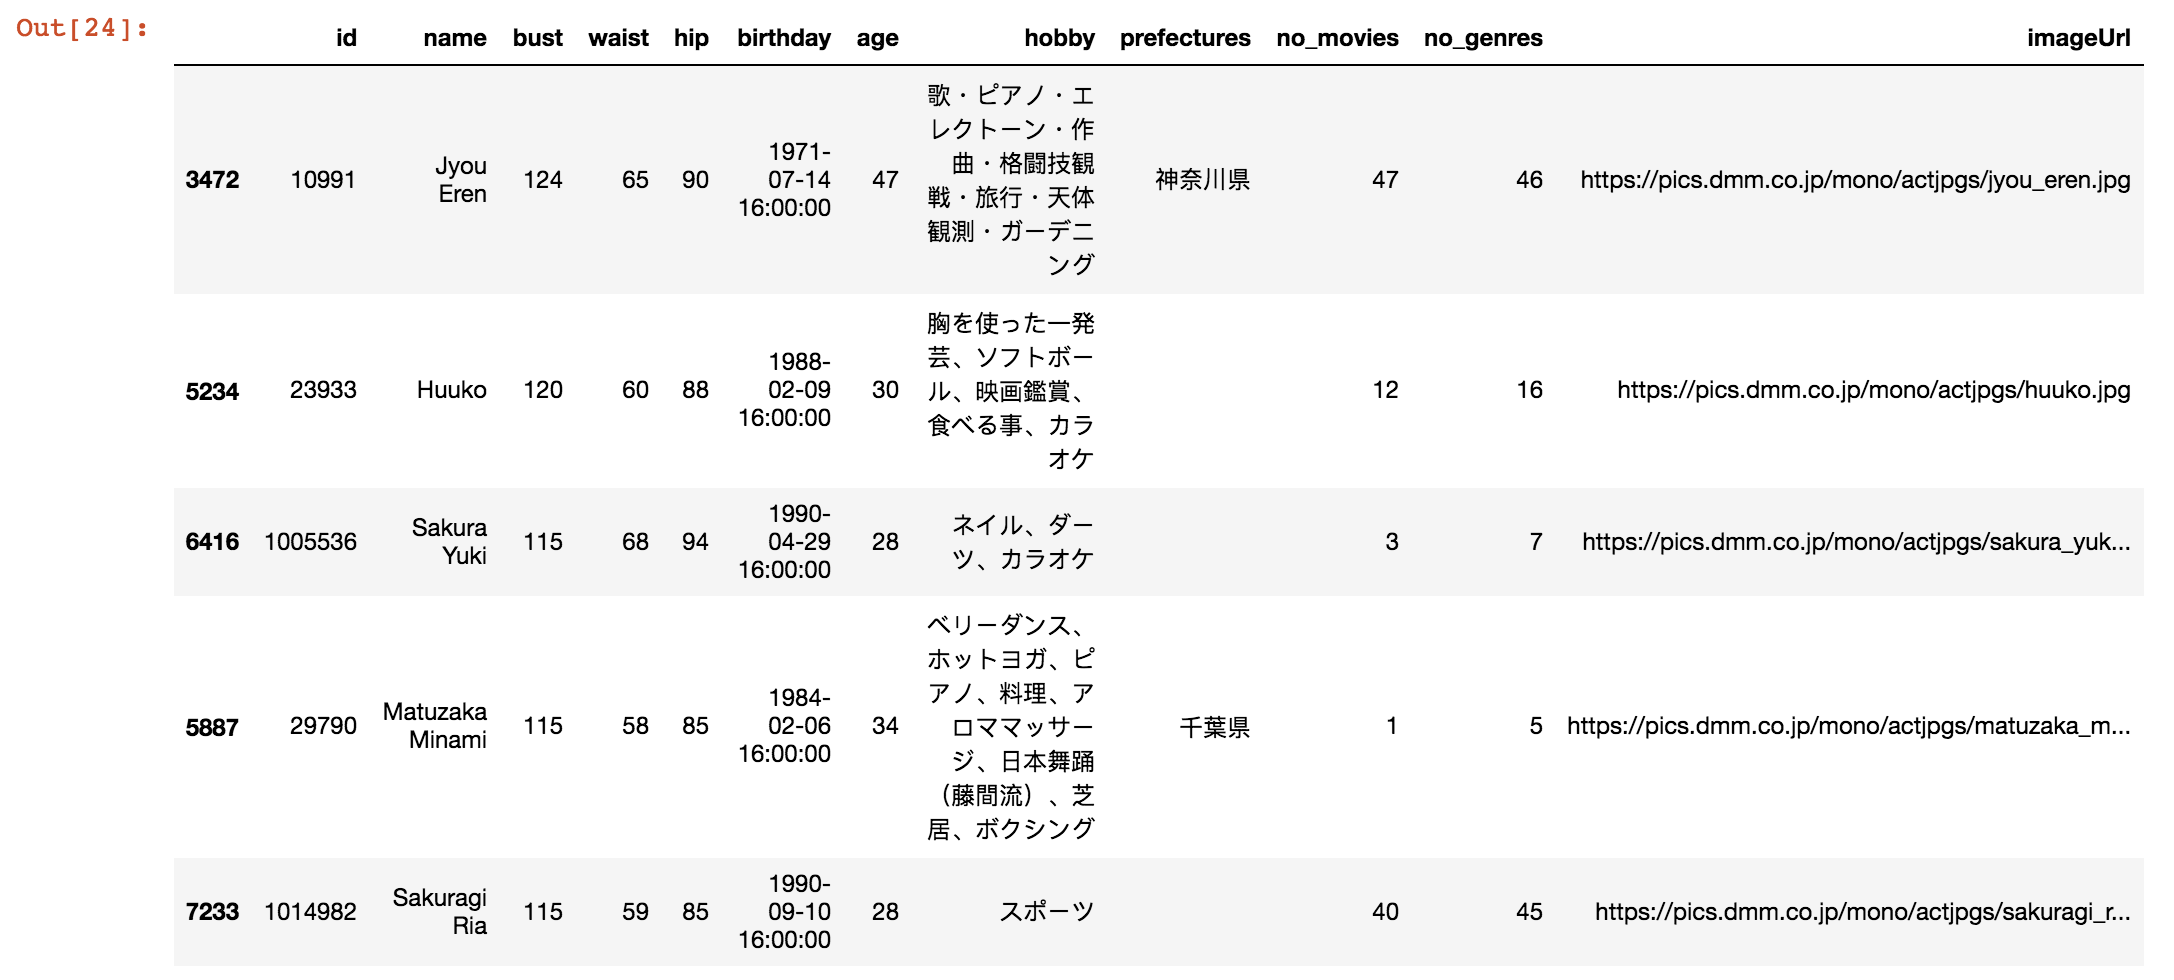 Out[24]:
id name bust waist hip birthday age hobby prefectures no_movies no_genres imageUrl
歌・ピアノ・エ
レクトーン・作
曲・格闘技観
戦・旅行・天体
観測・ガーデニ
ング
3472 10991 Jyou
Eren 124 65 90 1971-
07-14
16:00:00 47 神奈川県 47 46 https://pics.dmm.co.jp/mono/actjpgs/jyou_eren.jpg
胸を使った一発
芸、ソフトボー
ル、映画鑑賞、
食べる事、カラ
オケ
5234 23933 Huuko 120 60 88 1988-
02-09
16:00:00 30 12 16 https://pics.dmm.co.jp/mono/actjpgs/huuko.jpg
ネイル、ダー
ツ、カラオケ
6416 1005536 Sakura
Yuki 115 68 94 1990-
04-29
16:00:00 28 3 7 https://pics.dmm.co.jp/mono/actjpgs/sakura_yuk...
ベリーダンス、
ホットヨガ、ピ
アノ、料理、ア
ロママッサー
ジ、日本舞踊
（藤間流）、芝
居、ボクシング
5887 29790 Matuzaka
Minami 115 58 85 1984-
02-06
16:00:00 34 千葉県 1 5 https://pics.dmm.co.jp/mono/actjpgs/matuzaka_m...
7233 1014982 Sakuragi
Ria 115 59 85 1990-
09-10
16:00:00 28 スポーツ 40 45 https://pics.dmm.co.jp/mono/actjpgs/sakuragi_r...